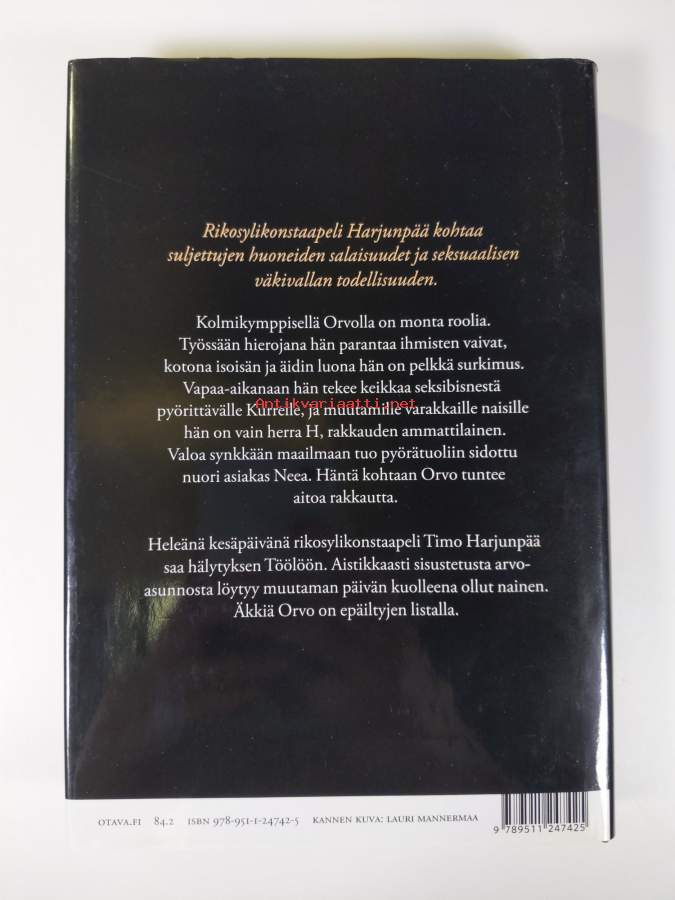 Rikosylikonstaapeli Harjunpää kohtaa
suljettujen huoneiden salaisuudet ja seksuaalisen
väkivallan todellisuuden.
Kolmikymppisellä Orvolla on monta roolia.
Työssään hierojana hän parantaa ihmisten vaivat,
kotona isoisän ja äidin luona hän on pelkkä surkimus.
Vapaa-aikanaan hän tekee keikkaa seksibisnestä
pyörittävälle Kurrelle, ja muutamille varakkaille naisille
Antikvariaatti.net
hän on vain herra H, rakkauden ammattilainen.
Valoa synkkään maailmaan tuo pyörätuoliin sidottu
nuori asiakas Neea. Häntä kohtaan Orvo tuntee
aitoa rakkautta.
Heleänä kesäpäivänä rikosylikonstaapeli Timo Harjunpää
saa hälytyksen Töölöön. Aistikkaasti sisustetusta arvo-
asunnosta löytyy muutaman päivän kuolleena ollut nainen.
Äkkiä Orvo on epäiltyjen listalla.
OTAVA.FI 84.2 ISBN 978-951-1-24742-5 KANNEN KUVA: LAURI MANNERMAA
9 789511 247425